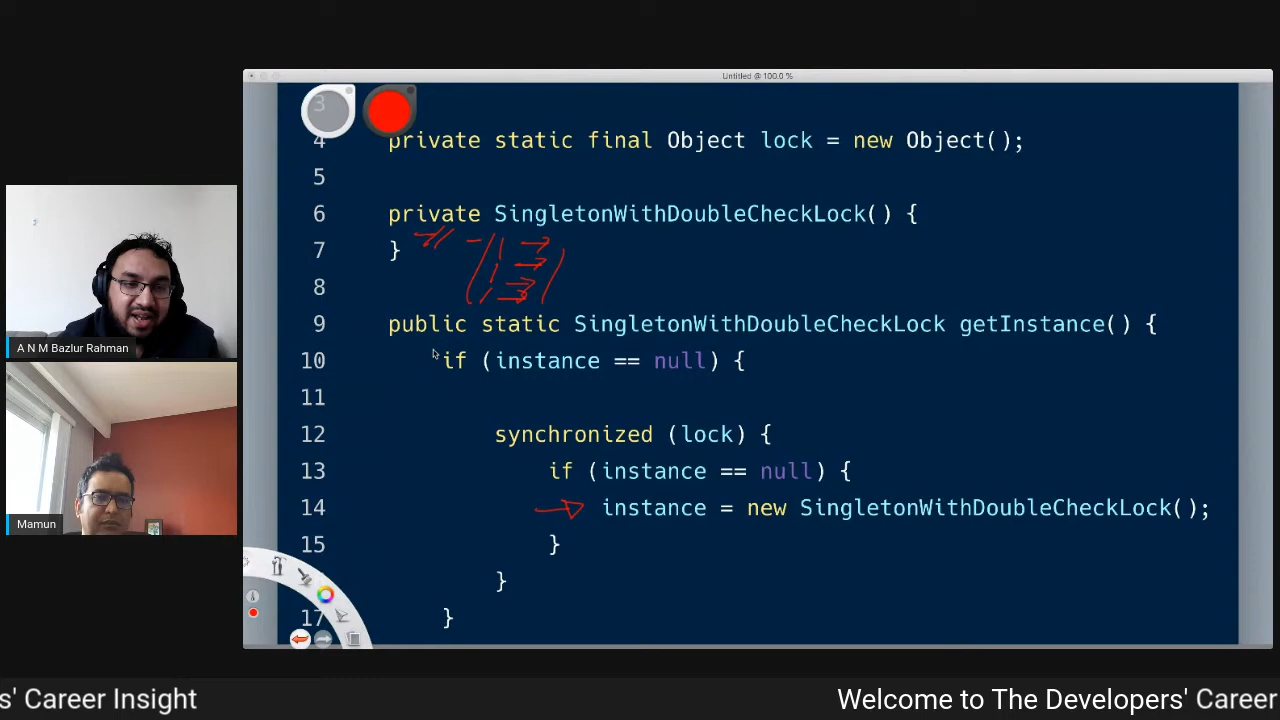 Untitled @ 100.0 %
3
4 private static final Object lock = new Object();
5
6 private SingletonWithDoubleCheckLock() {
7 }
8
9 public static SingletonWithDoubleCheckLock getInstance() {
10 if (instance == null) {
11
12 synchronized (lock) {
13 if (instance == null) {
14 instance = new SingletonWithDoubleCheckLock();
15 }
}
17 }
A N M Bazlur Rahman
Mamun
s' Career Insight
Welcome to The Developers' Career